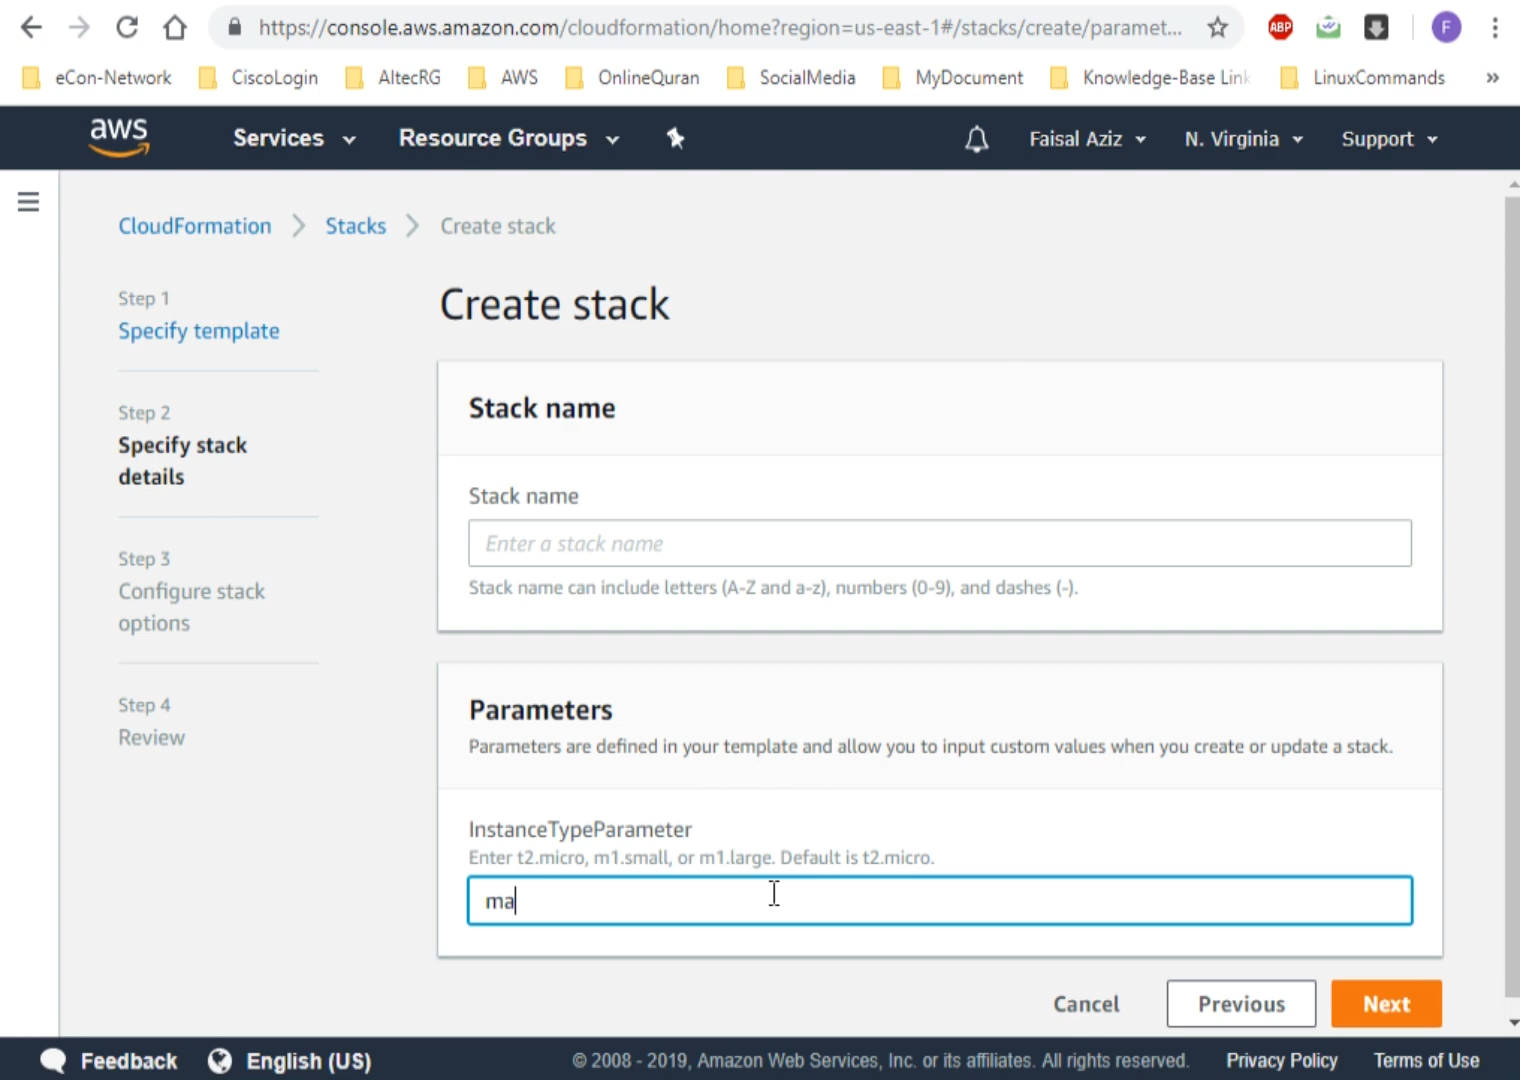 https://console.aws.amazon.com/cloudformation/home?region=us-east-1#/stacks/create/paramet...
ABP
F
eCon-Network
CiscoLogin
AltecRG
AWS
OnlineQuran
SocialMedia
MyDocument
Knowledge-Base Link
LinuxCommands
»
aws
Services
Resource Groups
Faisal Aziz
N. Virginia
Support
CloudFormation
Stacks
Create stack
Step 1
Specify template
Step 2
Specify stack
details
Step 3
Configure stack
options
Step 4
Review
Create stack
Stack name
Stack name
Enter a stack name
Stack name can include letters (A-Z and a-z), numbers (0-9), and dashes (-).
Parameters
Parameters are defined in your template and allow you to input custom values when you create or update a stack.
InstanceTypeParameter
Enter t2.micro, m1.small, or m1.large. Default is t2.micro.
ma
Cancel
Previous
Next
Feedback
English (US)
© 2008 - 2019, Amazon Web Services, Inc. or its affiliates. All rights reserved.
Privacy Policy
Terms of Use